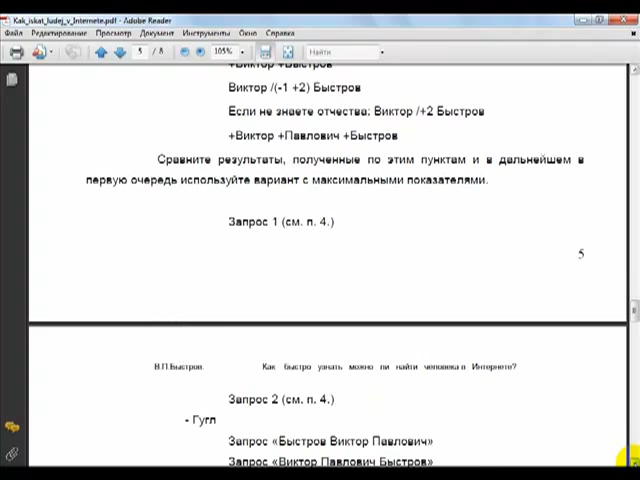 Kak_iskat_ludej_v_Internete.pdf - Adobe Reader
Файл Редактирование Просмотр Документ Инструменты Окно Справка
5 / 8 105% Найти
+Виктор +Быстров
Виктор /(-1 +2) Быстров
Если не знаете отчества: Виктор /+2 Быстров
+Виктор +Павлович +Быстров
Сравните результаты, полученные по этим пунктам и в дальнейшем в
первую очередь используйте вариант с максимальными показателями.
Запрос 1 (см. п. 4.)
5
В.П.Быстров. Как быстро узнать можно ли найти человека в Интернете?
Запрос 2 (см. п. 4.)
- Гугл
Запрос «Быстров Виктор Павлович»
Запрос «Виктор Павлович Быстров»